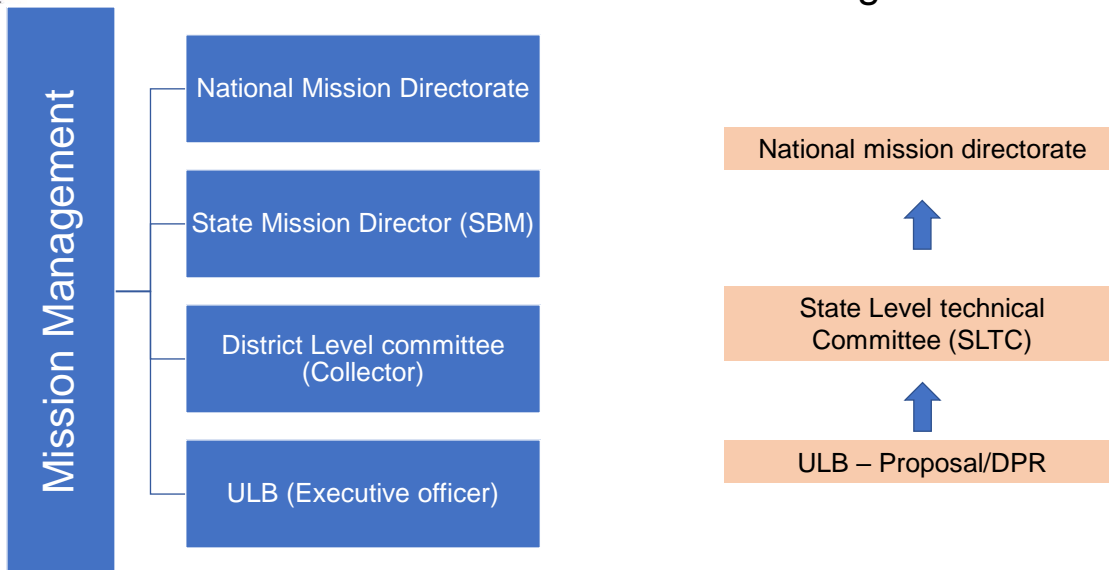 Mission Management
National Mission Directorate
State Mission Director (SBM)
District Level committee
(Collector)
ULB (Executive officer)
National mission directorate
State Level technical
Committee (SLTC)
ULB – Proposal/DPR